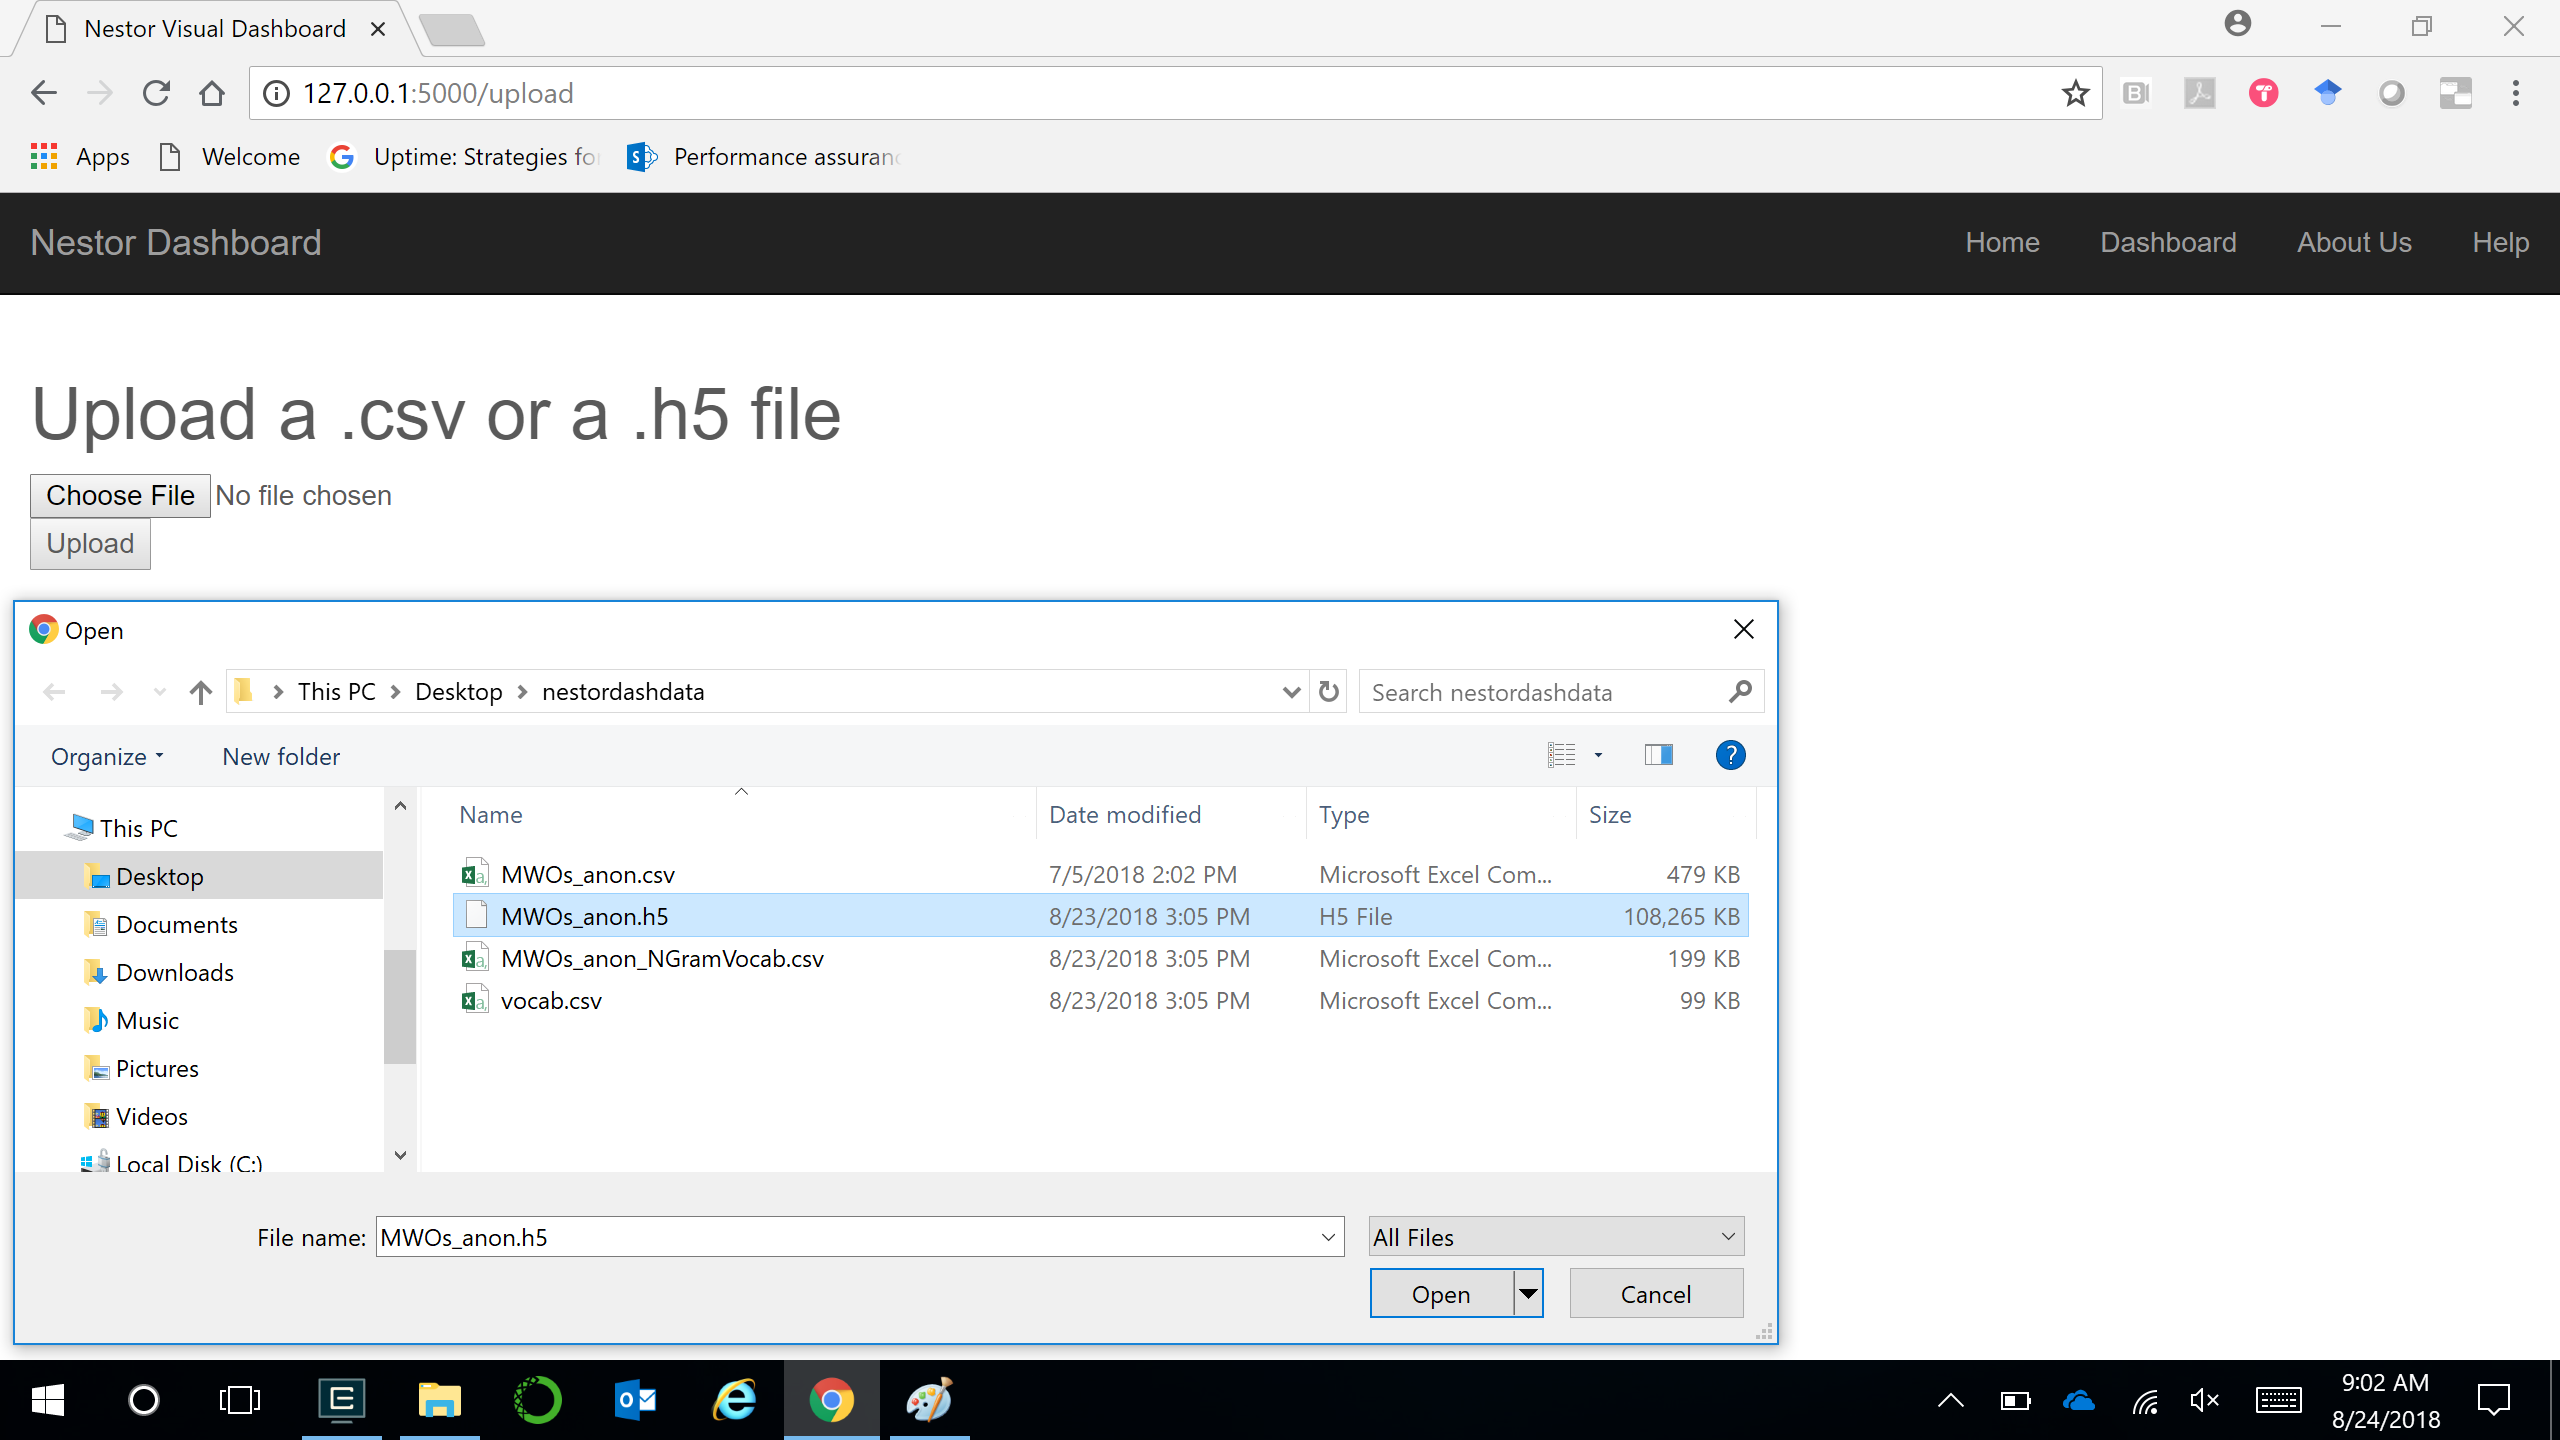 Nestor Visual Dashboard
127.0.0.1:5000/upload
Apps Welcome Uptime: Strategies for Performance assuranc
Nestor Dashboard Home Dashboard About Us Help
Upload a .csv or a .h5 file
Choose File No file chosen
Upload
Open
This PC Desktop nestordashdata Search nestordashdata
Organize New folder
Name Date modified Type Size
This PC
Desktop
Documents
Downloads
Music
Pictures
Videos
Local Disk (C:)
MWOs_anon.csv 7/5/2018 2:02 PM Microsoft Excel Com... 479 KB
MWOs_anon.h5 8/23/2018 3:05 PM H5 File 108,265 KB
MWOs_anon_NGramVocab.csv 8/23/2018 3:05 PM Microsoft Excel Com... 199 KB
vocab.csv 8/23/2018 3:05 PM Microsoft Excel Com... 99 KB
File name: MWOs_anon.h5 All Files
Open Cancel
9:02 AM
8/24/2018